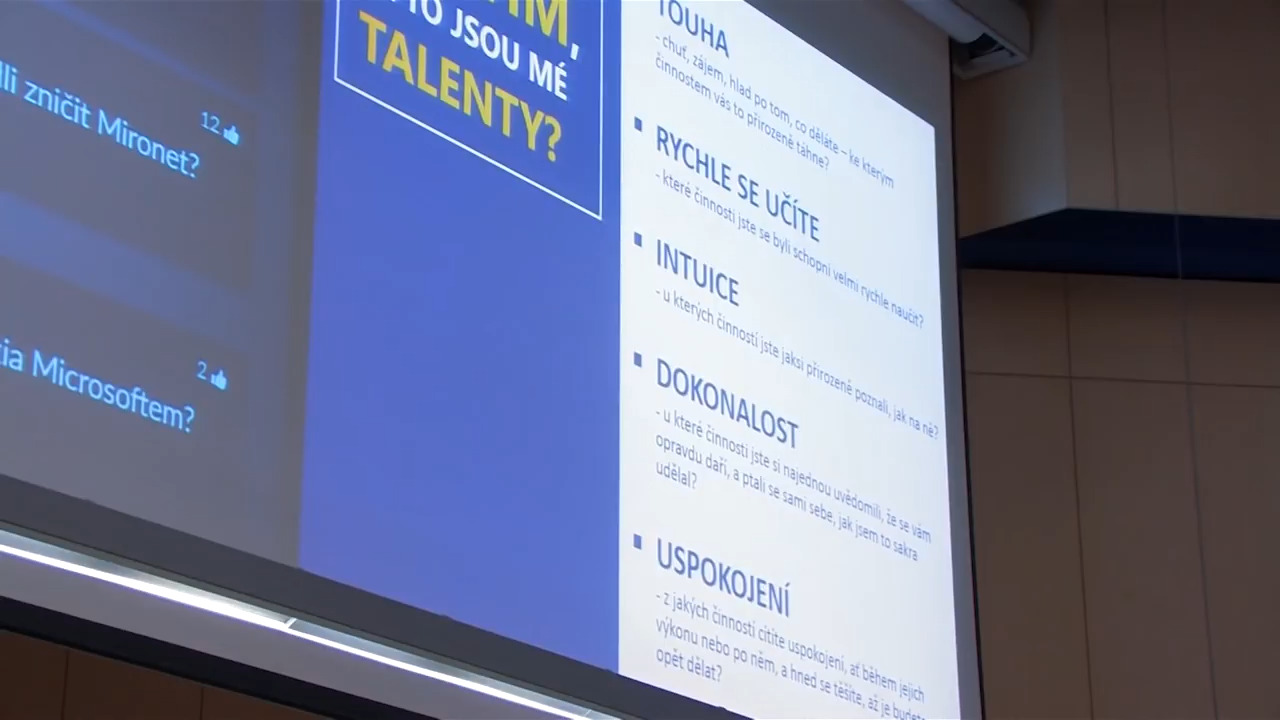 zničit Mironet?
12
Microsoftem?
2
JSOU MÉ
TALENTY?
TOUHA
- chuť, zájem, hlad po tom, co děláte – ke kterým
činnostem vás to přirozeně táhne?
RYCHLE SE UČÍTE
- které činnosti jste se byli schopni velmi rychle naučit?
INTUICE
- u kterých činností jste jaksi přirozeně poznali, jak na ně?
DOKONALOST
- u které činnosti jste si najednou uvědomili, že se vám
opravdu daří, a ptali se sami sebe, jak jsem to sakra
udělal?
USPOKOJENÍ
- z jakých činností cítíte uspokojení, ať během jejich
výkonu nebo po něm, a hned se těšíte, až je budete
opět dělat?